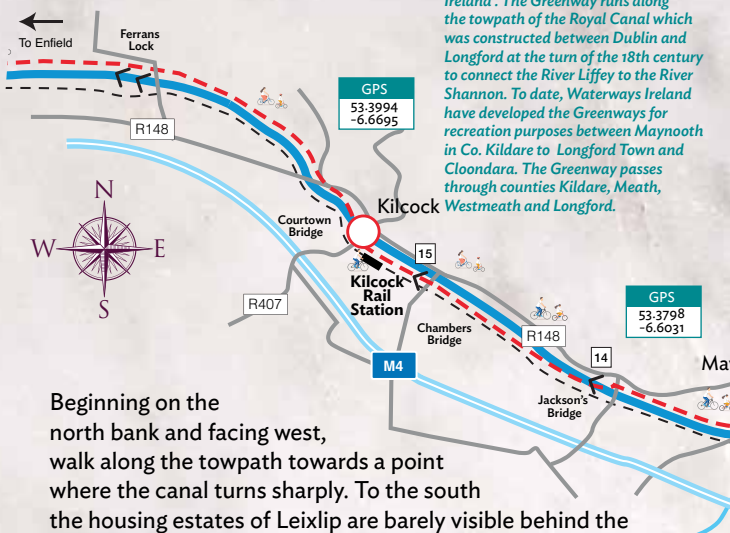 Ireland'. The Greenway runs along
the towpath of the Royal Canal which
was constructed between Dublin and
Longford at the turn of the 18th century
to connect the River Liffey to the River
Shannon. To date, Waterways Ireland
have developed the Greenways for
recreation purposes between Maynooth
in Co. Kildare to Longford Town and
Cloondara. The Greenway passes
through counties Kildare, Meath,
Westmeath and Longford.
To Enfield
Ferrans
Lock
GPS
53.3994
-6.6695
R148
N
W
E
S
Courtown
Bridge
Kilcock
15
Kilcock
Rail
Station
R407
Chambers
Bridge
R148
GPS
53.3798
-6.6031
M4
14
Jackson's
Bridge
Beginning on the
north bank and facing west,
walk along the towpath towards a point
where the canal turns sharply. To the south
the housing estates of Leixlip are barely visible behind the